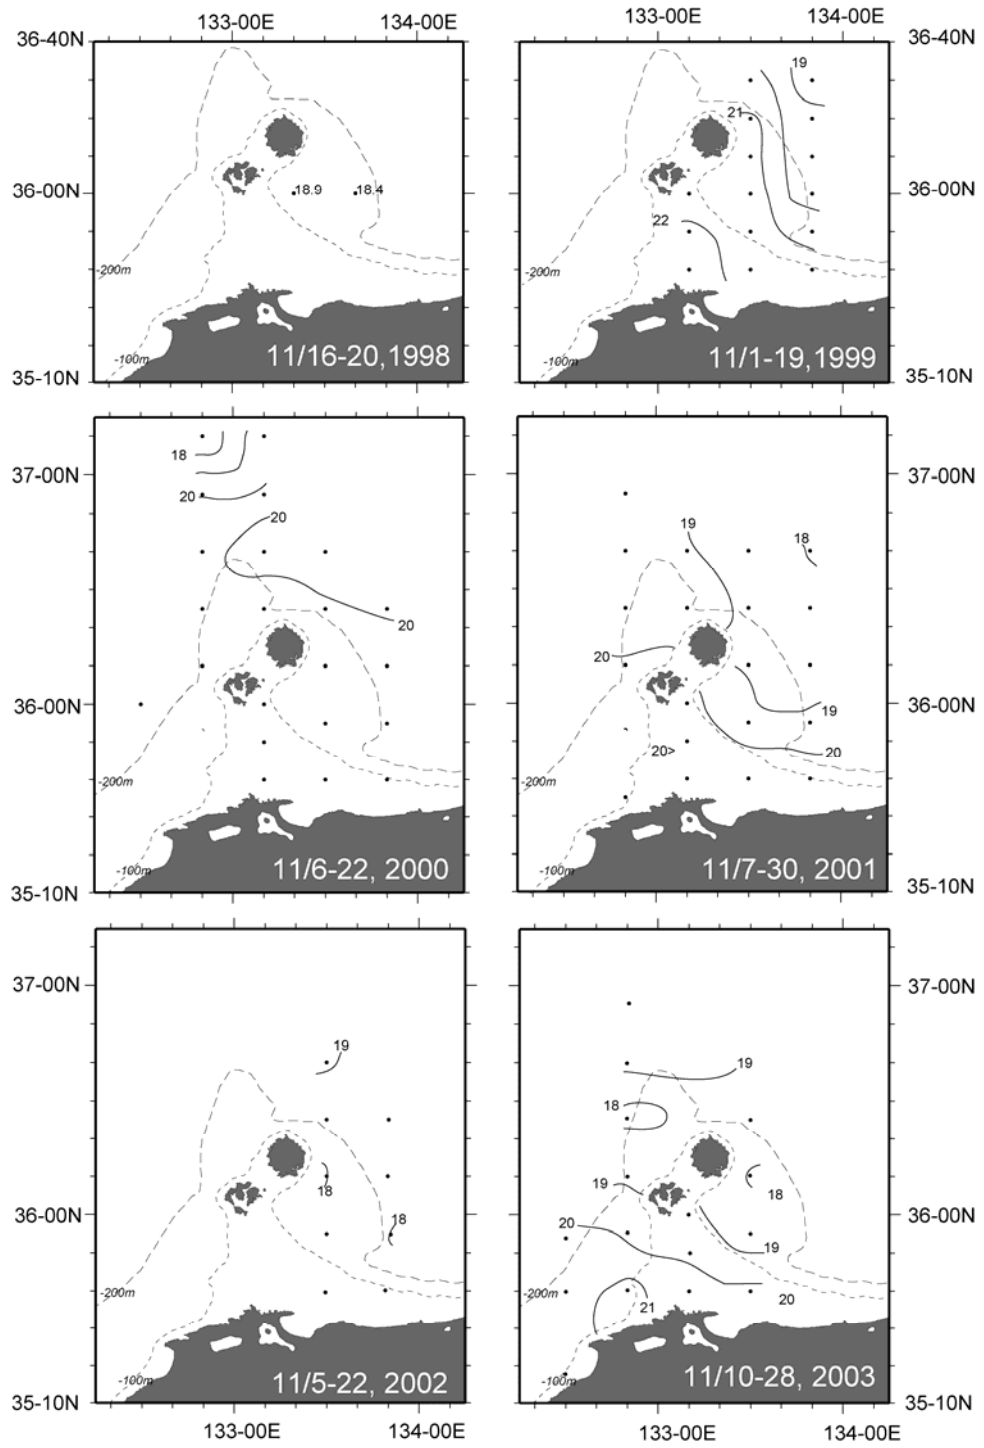 133-00E 134-00E 133-00E 134-00E
36-40N 36-40N
19
21
36-00N 18.9 18.4 36-00N
22
-200m -200m
-100m 11/16-20,1998 -100m 11/1-19,1999
35-10N 35-10N
18
37-00N 37-00N
20
20 19
18
20
20
36-00N 19 36-00N
20> 20
-200m -200m
-100m 11/6-22, 2000 -100m 11/7-30, 2001
35-10N 35-10N
37-00N 37-00N
19 19
18
18 19 18
36-00N 18 20 36-00N
19
-200m -200m 21 20
-100m 11/5-22, 2002 -100m 11/10-28, 2003
35-10N 35-10N
133-00E 134-00E 133-00E 134-00E